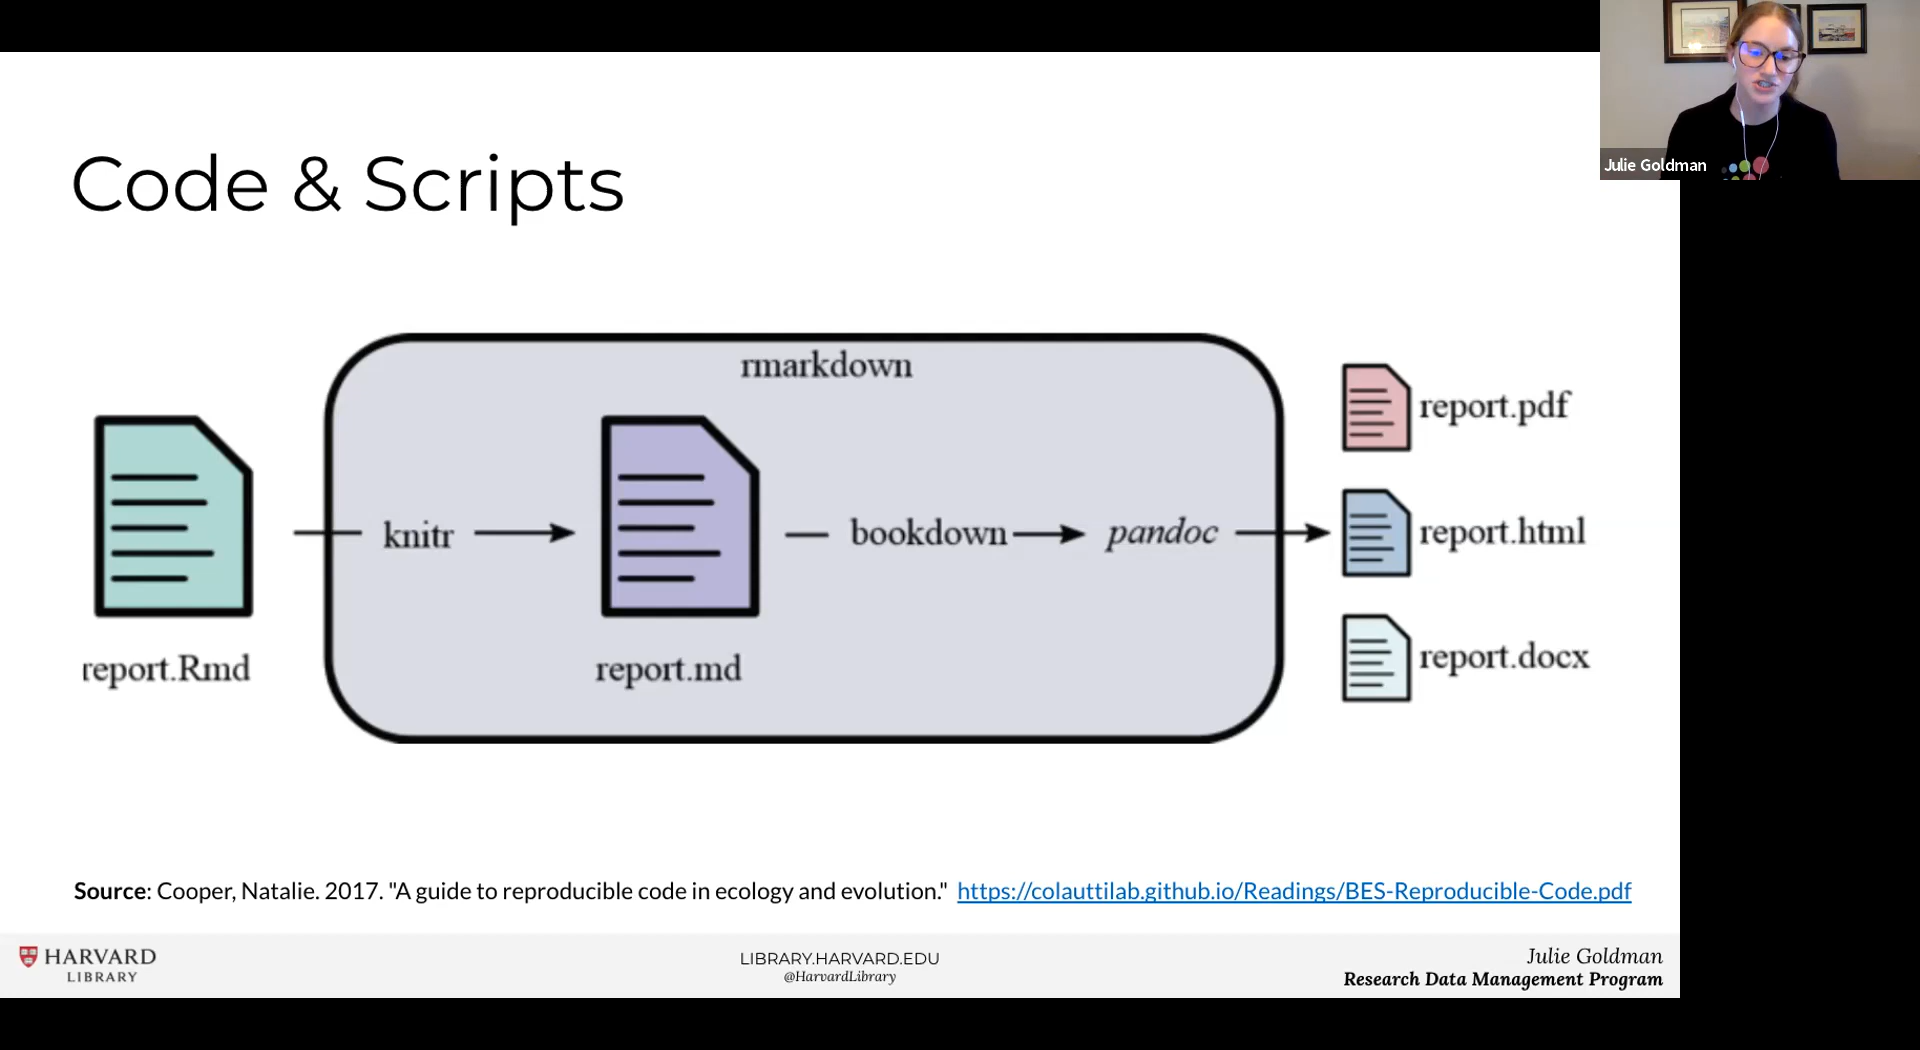 Julie Goldman
Code & Scripts
rmarkdown
report.Rmd
knitr
report.md
bookdown
pandoc
report.pdf
report.html
report.docx
Source: Cooper, Natalie. 2017. "A guide to reproducible code in ecology and evolution." https://colauttilab.github.io/Readings/BES-Reproducible-Code.pdf
HARVARD
LIBRARY
LIBRARY.HARVARD.EDU
@HarvardLibrary
Julie Goldman
Research Data Management Program